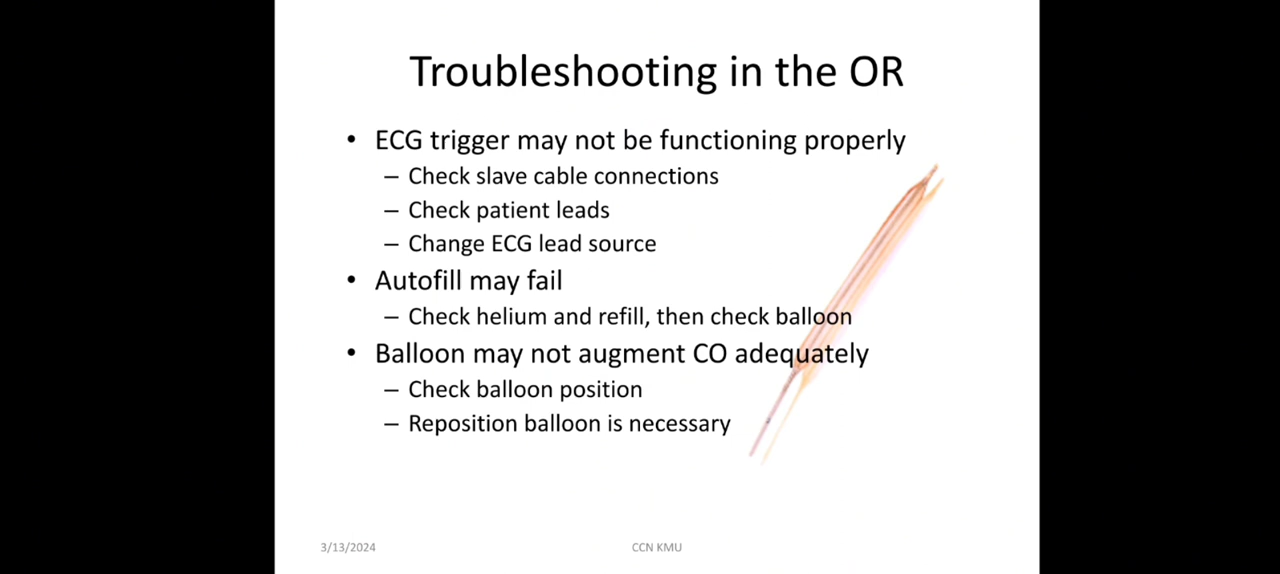 Troubleshooting in the OR
• ECG trigger may not be functioning properly
– Check slave cable connections
– Check patient leads
– Change ECG lead source
• Autofill may fail
– Check helium and refill, then check balloon
• Balloon may not augment CO adequately
– Check balloon position
– Reposition balloon is necessary
3/13/2024
CCN KMU